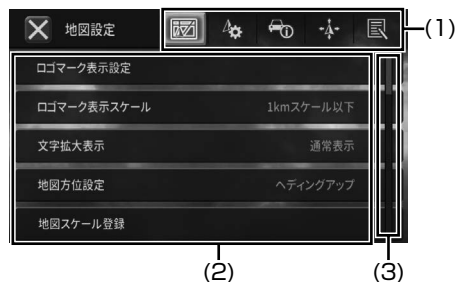 地図設定
(1)
ロゴマーク表示設定
ロゴマーク表示スケール 1kmスケール以下
文字拡大表示 通常表示
地図方位設定 ヘディングアップ
地図スケール登録
(2) (3)